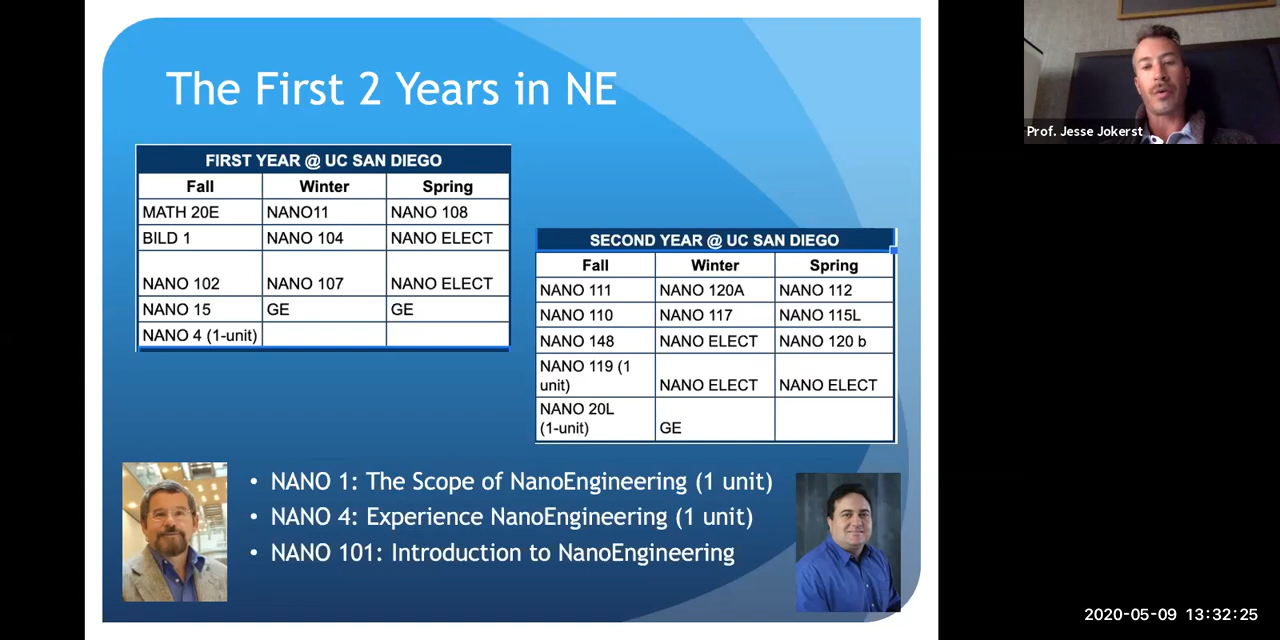 The First 2 Years in NE
FIRST YEAR @ UC SAN DIEGO
Fall Winter Spring
MATH 20E NANO11 NANO 108
BILD 1 NANO 104 NANO ELECT
NANO 102 NANO 107 NANO ELECT
NANO 15 GE GE
NANO 4 (1-unit)
SECOND YEAR @ UC SAN DIEGO
Fall Winter Spring
NANO 111 NANO 120A NANO 112
NANO 110 NANO 117 NANO 115L
NANO 148 NANO ELECT NANO 120 b
NANO 119 (1
unit) NANO ELECT NANO ELECT
NANO 20L
(1-unit) GE
• NANO 1: The Scope of NanoEngineering (1 unit)
• NANO 4: Experience NanoEngineering (1 unit)
• NANO 101: Introduction to NanoEngineering
Prof. Jesse Jokerst
2020-05-09 13:32:25